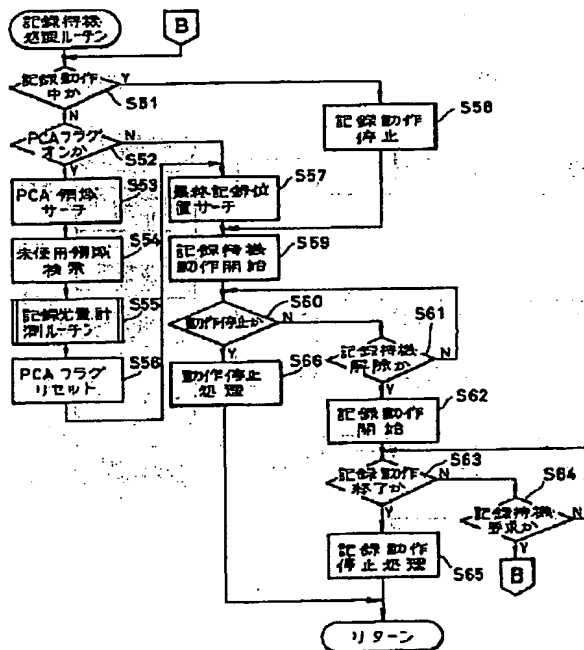 記録待機
処理ルーチン
B
記録動作
中か
Y
S51
N
PCAフラグ
オンか
N
S52
Y
S53
PCA領域
サーチ
S54
未使用領域
検索
S55
記録光量計
測ルーチン
S56
PCAフラグ
リセット
S57
最終記録位
置サーチ
S58
記録動作
停止
S59
記録待機
動作開始
S60
動作停止か
N
Y
S66
動作停止
処理
S61
記録待機
解除か
N
Y
S62
記録動作
開始
S63
記録動作
終了か
N
Y
S64
記録待機
要求か
N
Y
B
記録動作
停止処理
S65
リターン